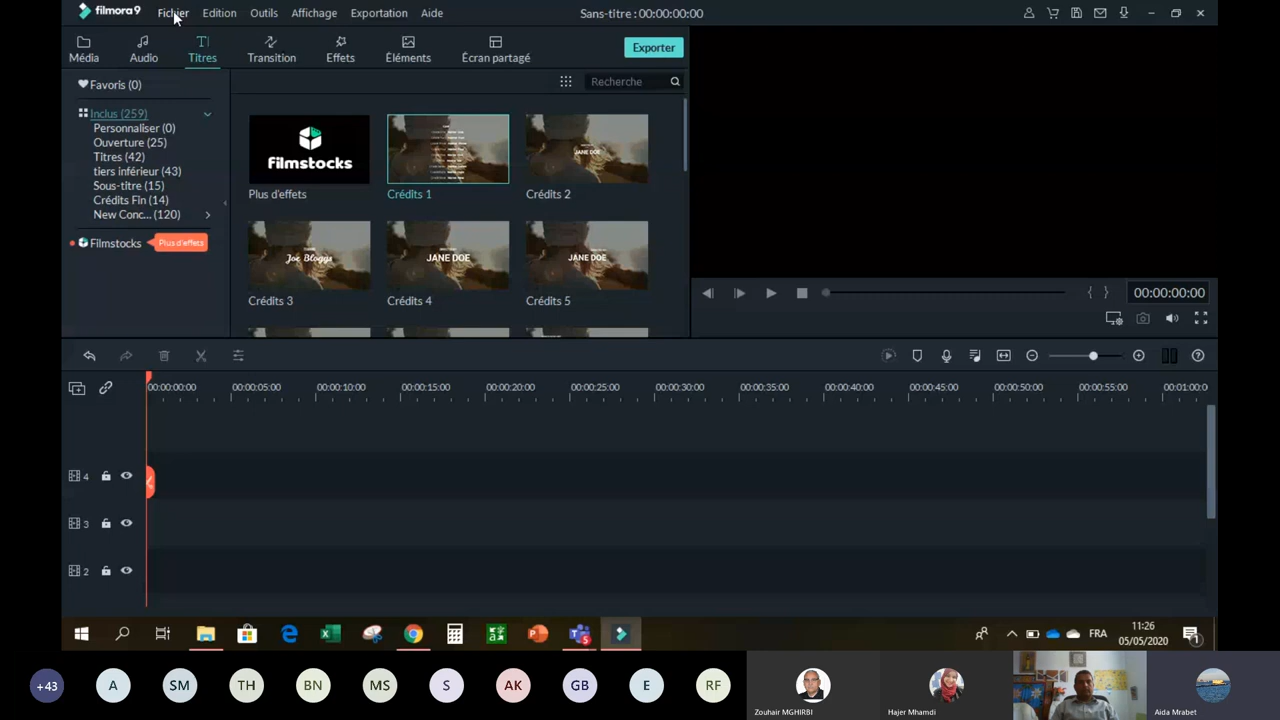 filmora9 Fichier Edition Outils Affichage Exportation Aide Sans-titre : 00:00:00:00
Média Audio Titres Transition Effets Éléments Écran partagé Exporter
Favoris (0)
Recherche
Inclus (259)
Personnaliser (0)
Ouverture (25)
Titres (42)
tiers inférieur (43)
Sous-titre (15)
Crédits Fin (14)
New Conc... (120)
Filmstocks Plus d'effets
filmstocks
JANE DOE
Plus d'effets Crédits 1 Crédits 2
Joe Bloggs JANE DOE JANE DOE
Crédits 3 Crédits 4 Crédits 5
00:00:00:00
00:00:00:00 00:00:05:00 00:00:10:00 00:00:15:00 00:00:20:00 00:00:25:00 00:00:30:00 00:00:35:00 00:00:40:00 00:00:45:00 00:00:50:00 00:00:55:00 00:01:00:0
4
3
2
FRA
11:26
05/05/2020
+43 A SM TH BN MS S AK GB E RF
Zouhair MGHIRBI Hajer Mhamdi Aida Mrabet